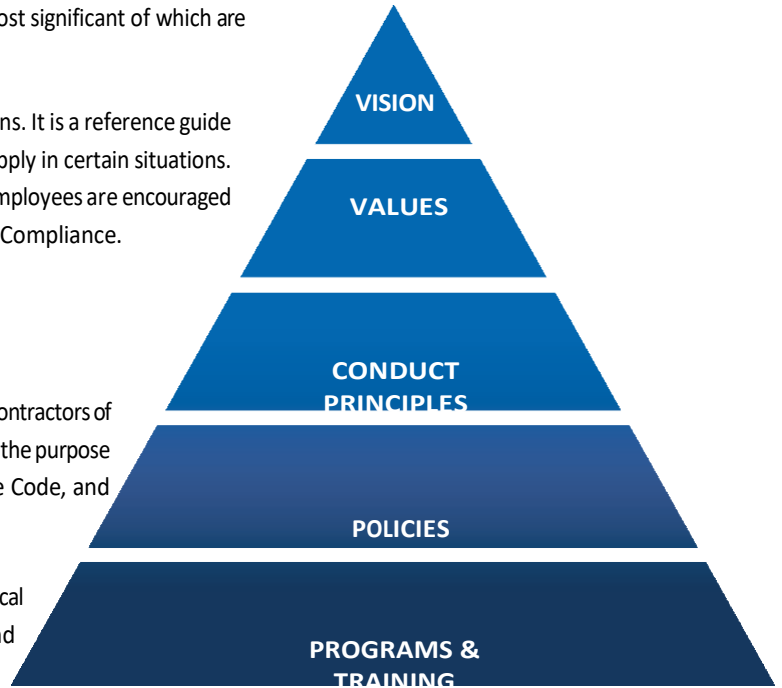 ost significant of which are
ns. It is a reference guide
pply in certain situations.
mployees are encouraged
Compliance.
ontractors of
the purpose
e Code, and
cal
nd
VISION
VALUES
CONDUCT
PRINCIPLES
POLICIES
PROGRAMS &
TRAINING